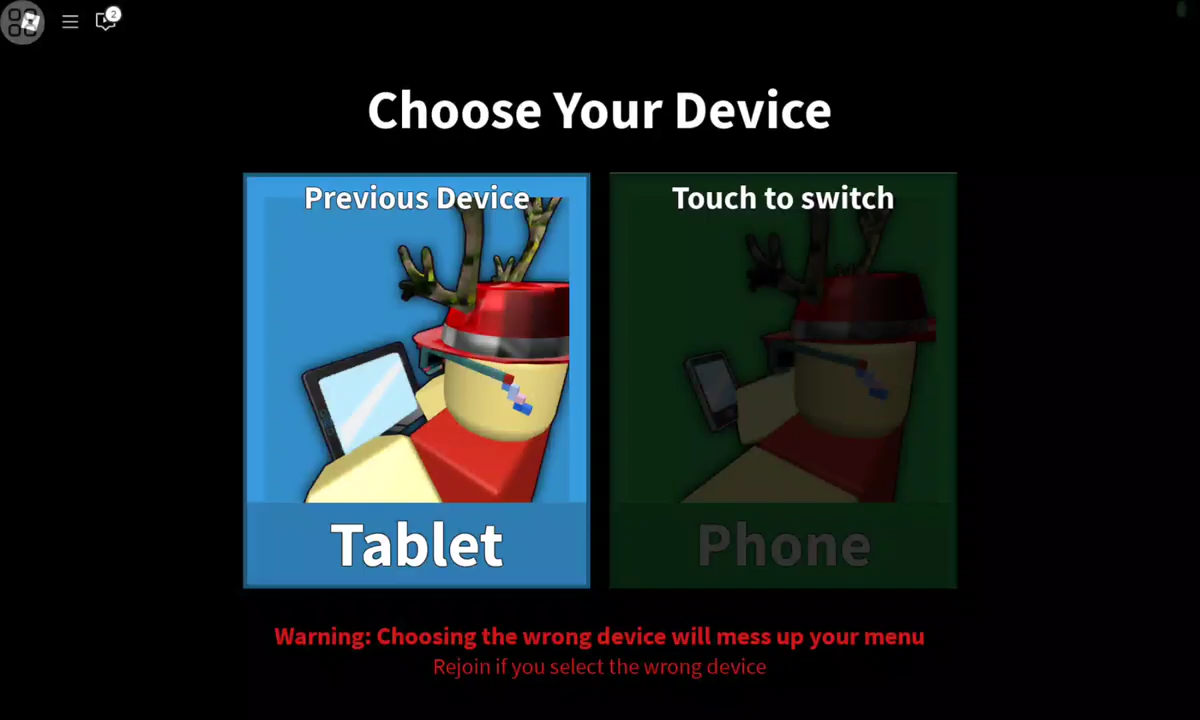 2
Choose Your Device
Previous Device
Touch to switch
Tablet
Phone
Warning: Choosing the wrong device will mess up your menu
Rejoin if you select the wrong device